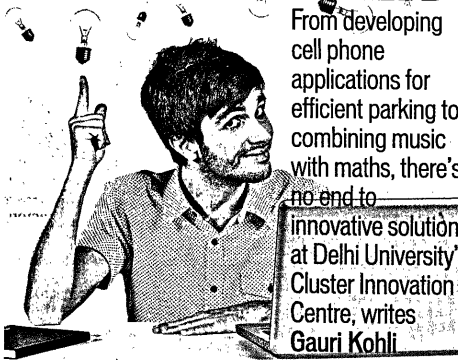 From developing
cell phone
applications for
efficient parking to
combining music
with maths, there's
no end to
innovative solution
at Delhi University'
Cluster Innovation
Centre, writes
Gauri Kohli